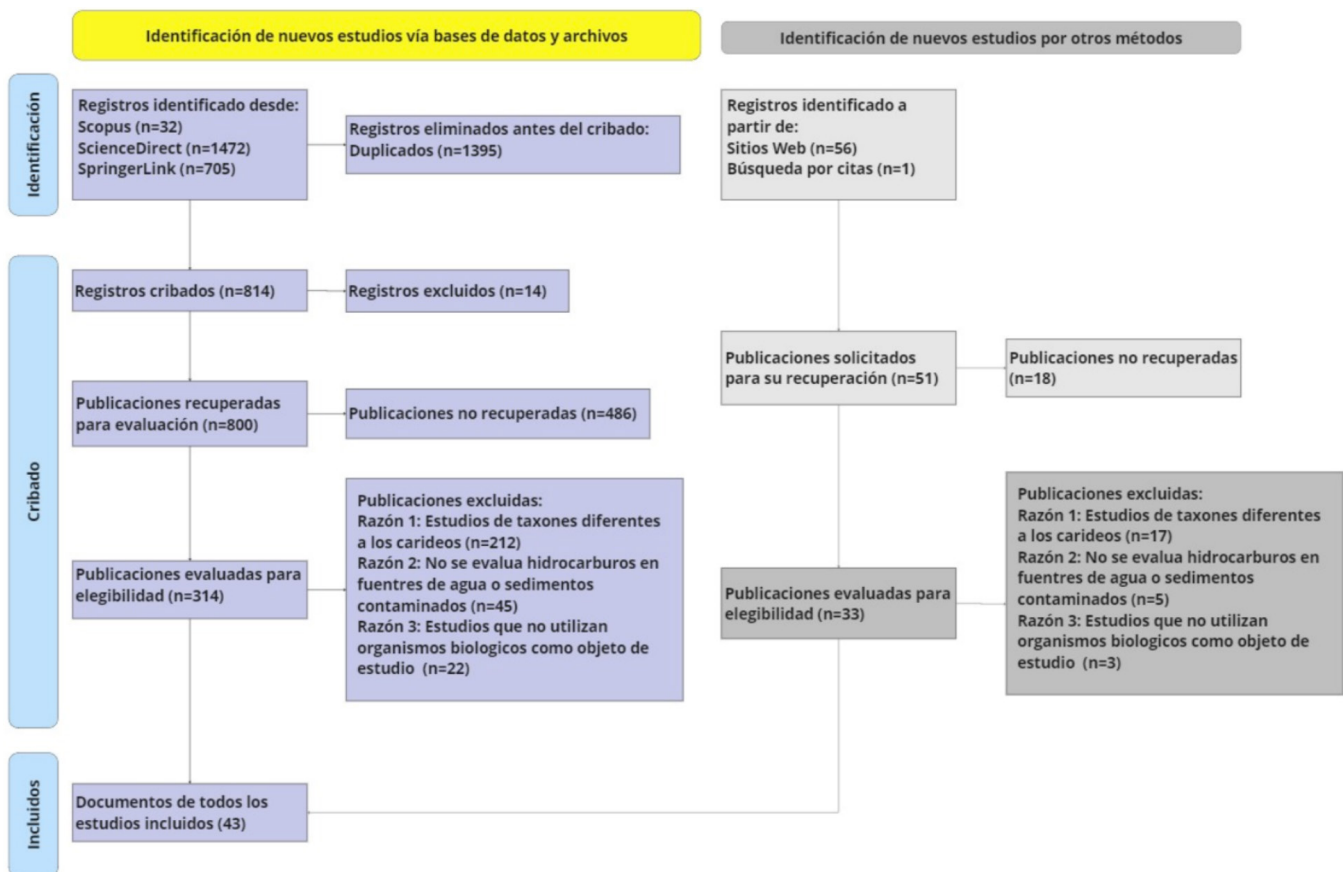 Identificación de nuevos estudios vía bases de datos y archivos
Identificación de nuevos estudios por otros métodos
Identificación
Registros identificado desde:
Scopus (n=32)
ScienceDirect (n=1472)
SpringerLink (n=705)
Registros eliminados antes del cribado:
Duplicados (n=1395)
Registros identificado a
partir de:
Sitios Web (n=56)
Búsqueda por citas (n=1)
Cribado
Registros cribados (n=814)
Registros excluidos (n=14)
Publicaciones solicitados
para su recuperación (n=51)
Publicaciones no recuperadas
(n=18)
Publicaciones recuperadas
para evaluación (n=800)
Publicaciones no recuperadas (n=486)
Publicaciones evaluadas para
elegibilidad (n=314)
Publicaciones excluidas:
Razón 1: Estudios de taxones diferentes
a los carideos (n=212)
Razón 2: No se evalua hidrocarburos en
fuentres de agua o sedimentos
contaminados (n=45)
Razón 3: Estudios que no utilizan
organismos biologicos como objeto de
estudio (n=22)
Publicaciones evaluadas para
elegibilidad (n=33)
Publicaciones excluidas:
Razón 1: Estudios de taxones diferentes
a los carideos (n=17)
Razón 2: No se evalua hidrocarburos en
fuentres de agua o sedimentos
contaminados (n=5)
Razón 3: Estudios que no utilizan
organismos biologicos como objeto de
estudio (n=3)
Incluidos
Documentos de todos los
estudios incluidos (43)